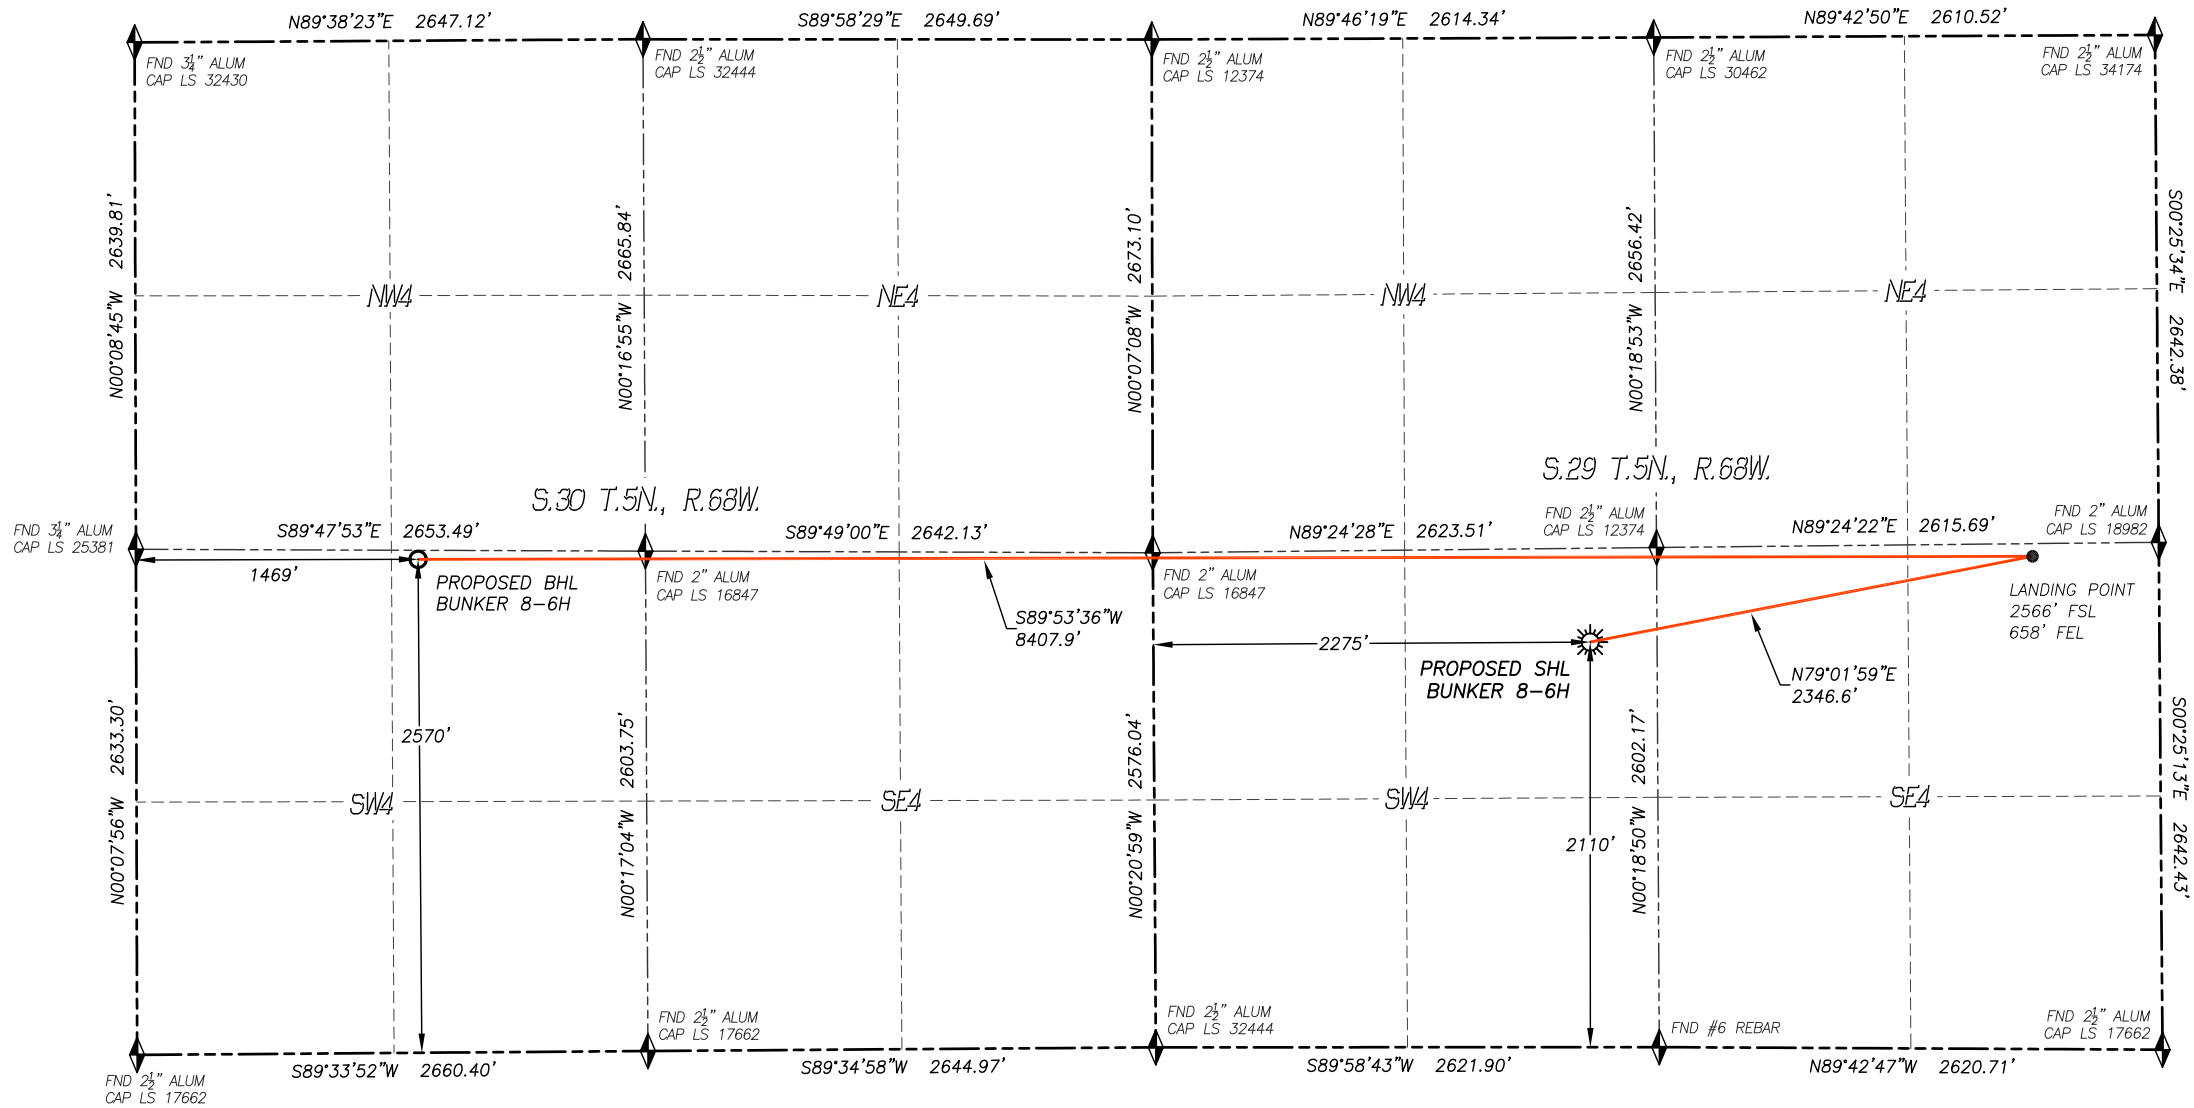 N89°38'23"E 2647.12'
S89°58'29"E 2649.69'
N89°46'19"E 2614.34'
N89°42'50"E 2610.52'
FND 3¼" ALUM
CAP LS 32430
FND 2½" ALUM
CAP LS 32444
FND 2½" ALUM
CAP LS 12374
FND 2½" ALUM
CAP LS 30462
FND 2½" ALUM
CAP LS 34174
N00°08'45"W 2639.81'
N00°16'55"W 2665.84'
N00°07'08"W 2673.10'
N00°18'53"W 2656.42'
S00°25'34"E 2642.38'
NW4
NE4
NW4
NE4
S.30 T.5N., R.68W.
S.29 T.5N., R.68W.
FND 3¼" ALUM
CAP LS 25381
S89°47'53"E 2653.49'
S89°49'00"E 2642.13'
N89°24'28"E 2623.51'
FND 2½" ALUM
CAP LS 12374
N89°24'22"E 2615.69'
FND 2" ALUM
CAP LS 18982
1469'
PROPOSED BHL
BUNKER 8-6H
FND 2" ALUM
CAP LS 16847
S89°53'36"W
8407.9'
FND 2" ALUM
CAP LS 16847
2275'
PROPOSED SHL
BUNKER 8-6H
LANDING POINT
2566' FSL
658' FEL
N79°01'59"E
2346.6'
2570'
2110'
N00°07'56"W 2633.30'
N00°17'04"W 2603.75'
N00°20'59"W 2576.04'
N00°18'50"W 2602.17'
S00°25'13"E 2642.43'
SW4
SE4
SW4
SE4
FND 2½" ALUM
CAP LS 17662
FND 2½" ALUM
CAP LS 17662
FND 2½" ALUM
CAP LS 32444
FND #6 REBAR
FND 2½" ALUM
CAP LS 17662
S89°33'52"W 2660.40'
S89°34'58"W 2644.97'
S89°58'43"W 2621.90'
N89°42'47"W 2620.71'